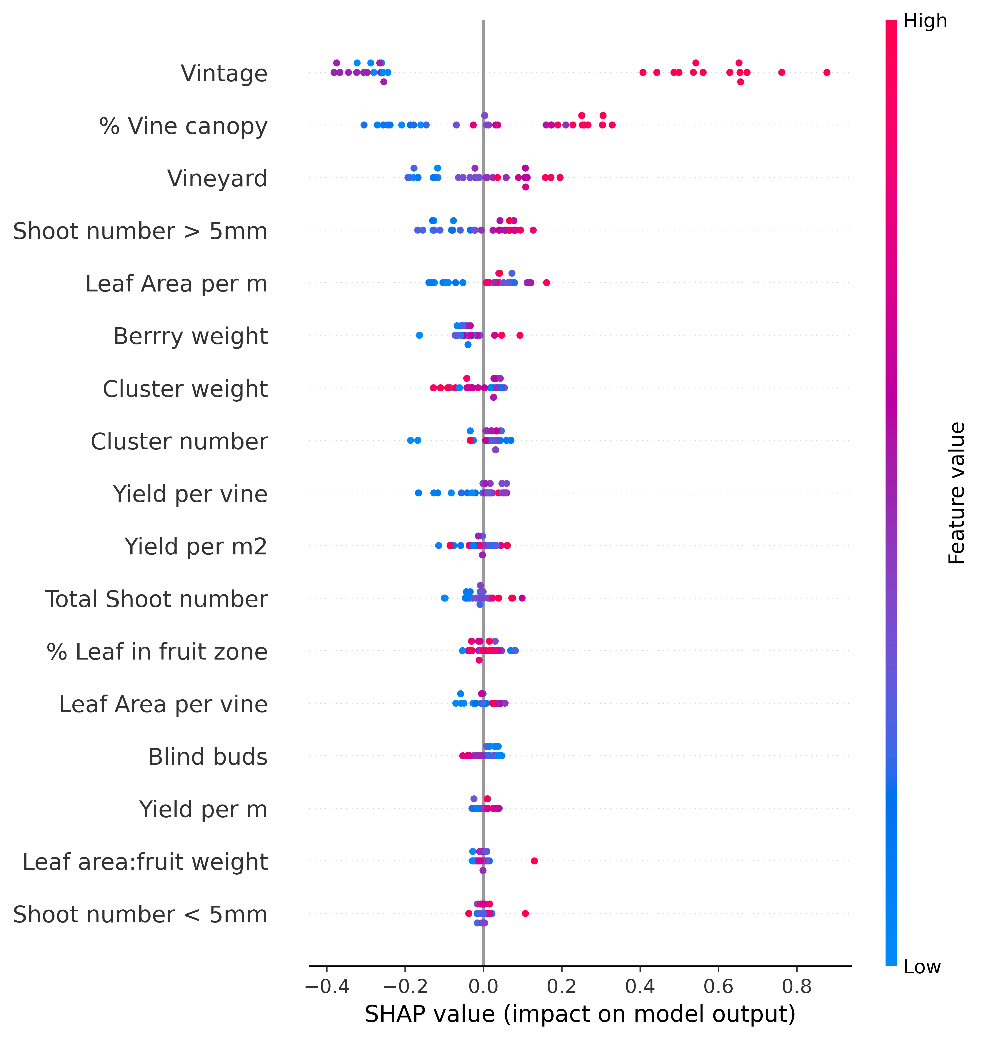 High
Vintage
% Vine canopy
Vineyard
Shoot number > 5mm
Leaf Area per m
Berrry weight
Cluster weight
Cluster number
Yield per vine
Yield per m2
Total Shoot number
% Leaf in fruit zone
Leaf Area per vine
Blind buds
Yield per m
Leaf area:fruit weight
Shoot number < 5mm
Feature value
Low
−0.4 −0.2 0.0 0.2 0.4 0.6 0.8
SHAP value (impact on model output)